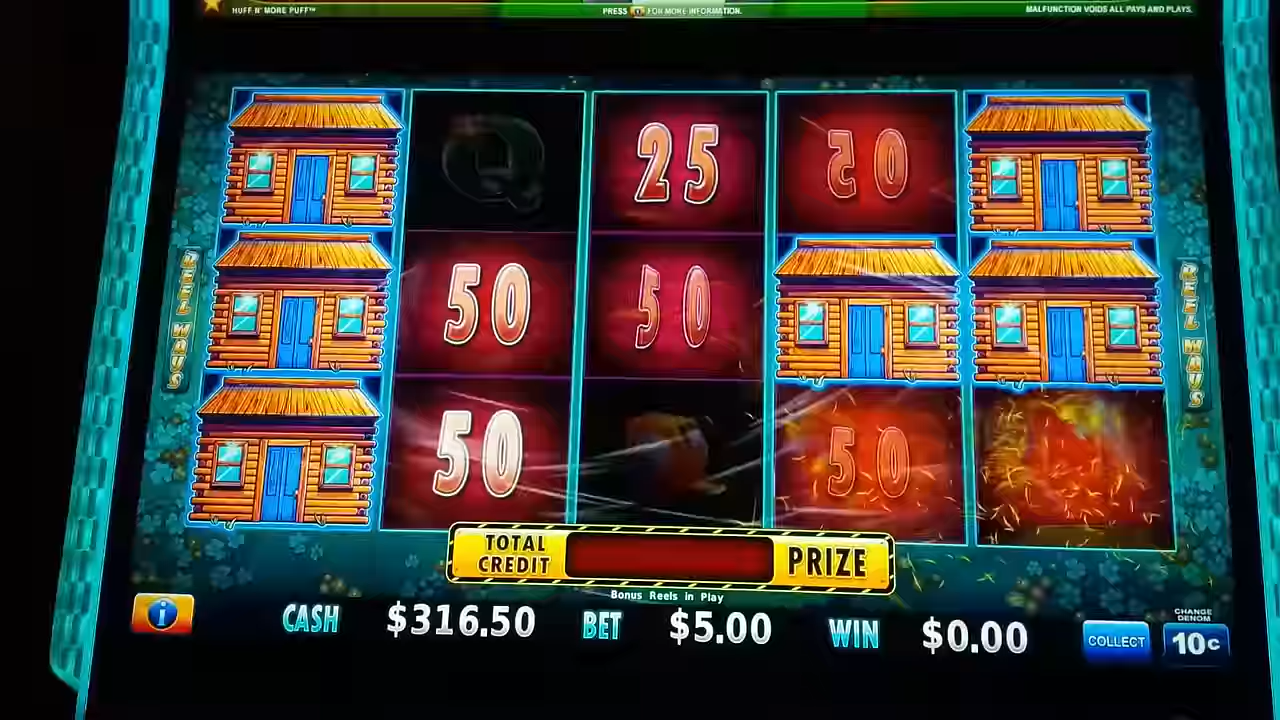 HUFF N' MORE PUFF™
PRESS i FOR MORE INFORMATION.
MALFUNCTION VOIDS ALL PAYS AND PLAYS.
Q
25
50
50
50
50
50
REEL WAYS
REEL WAYS
TOTAL CREDIT
PRIZE
Bonus Reels in Play
CASH $316.50 BET $5.00 WIN $0.00
COLLECT
CHANGE DENOM
10¢